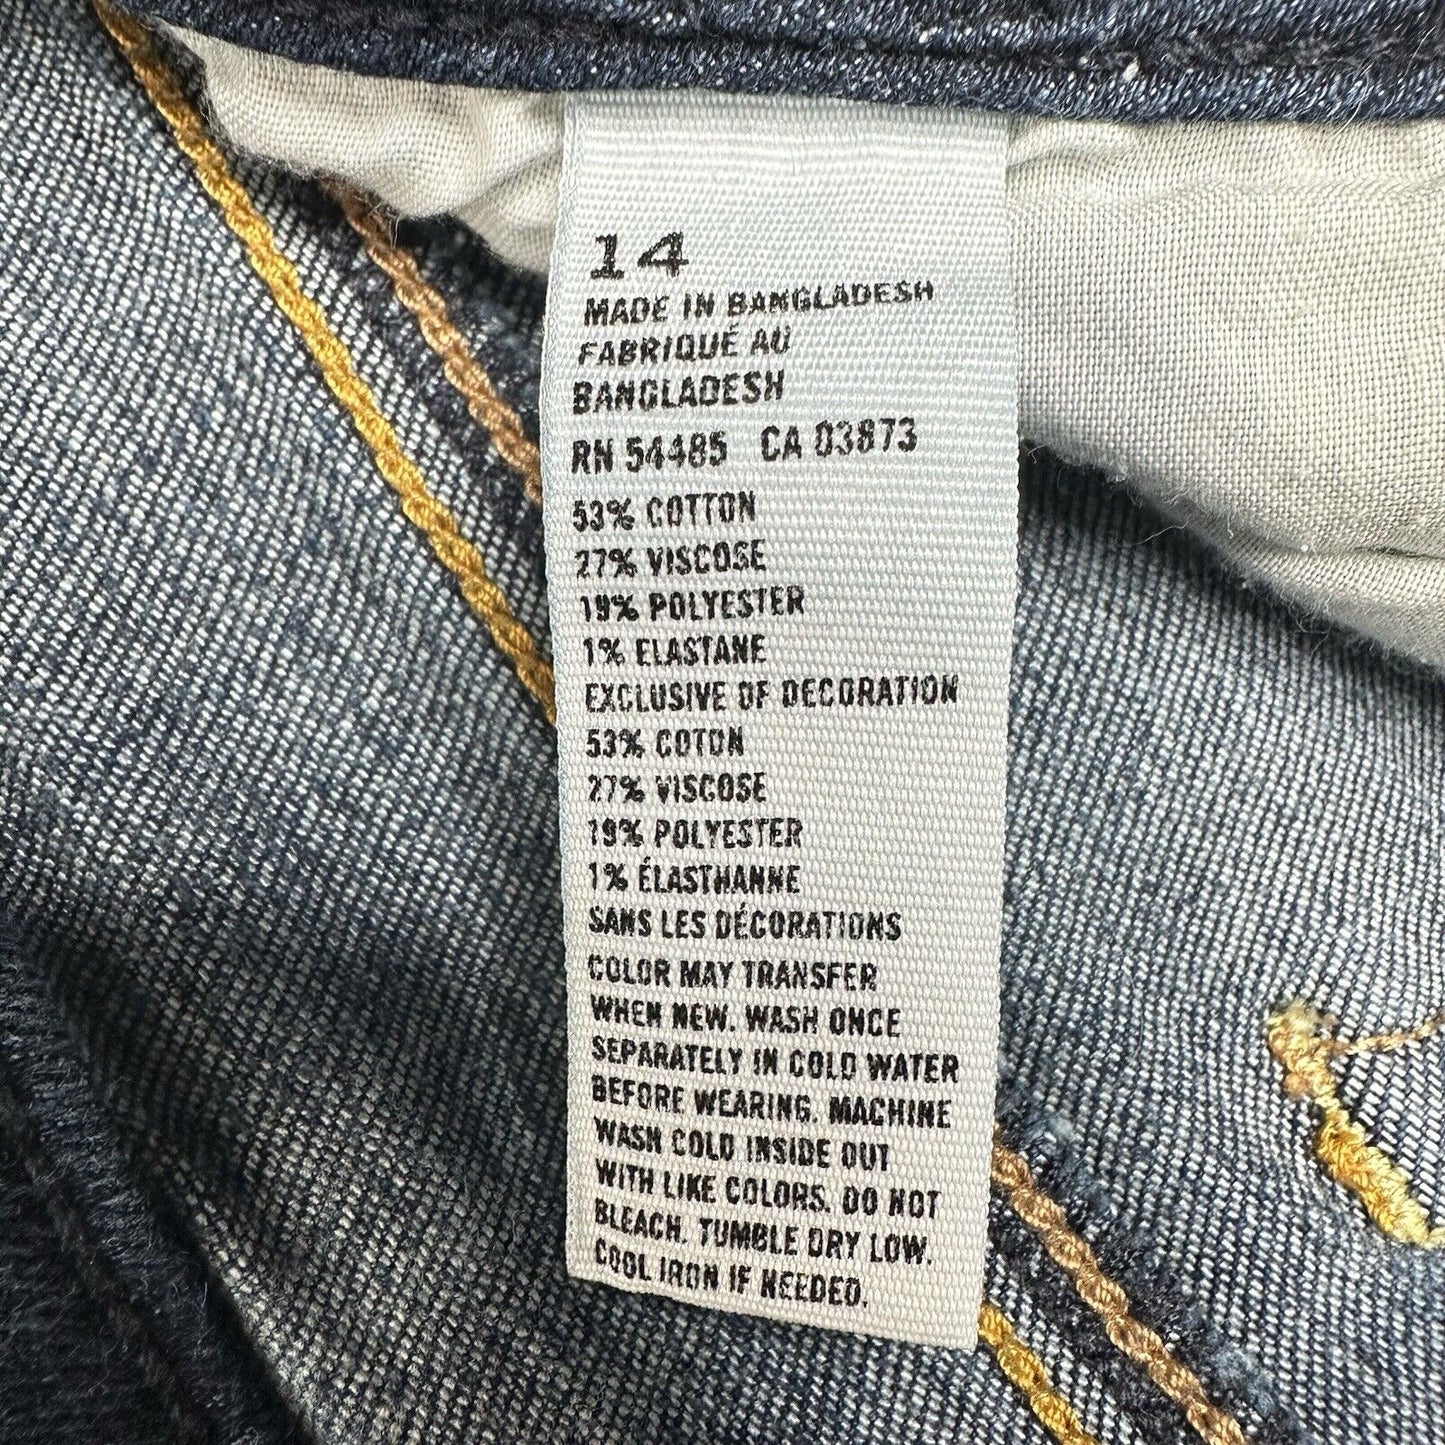 14
MADE IN BANGLADESH
FABRIQUÉ AU
BANGLADESH
RN 54485 CA 03873
53% COTTON
27% VISCOSE
19% POLYESTER
1% ELASTANE
EXCLUSIVE OF DECORATION
53% COTON
27% VISCOSE
19% POLYESTER
1% ÉLASTHANNE
SANS LES DÉCORATIONS
COLOR MAY TRANSFER
WHEN NEW. WASH ONCE
SEPARATELY IN COLD WATER
BEFORE WEARING. MACHINE
WASH COLD INSIDE OUT
WITH LIKE COLORS. DO NOT
BLEACH. TUMBLE DRY LOW.
COOL IRON IF NEEDED.